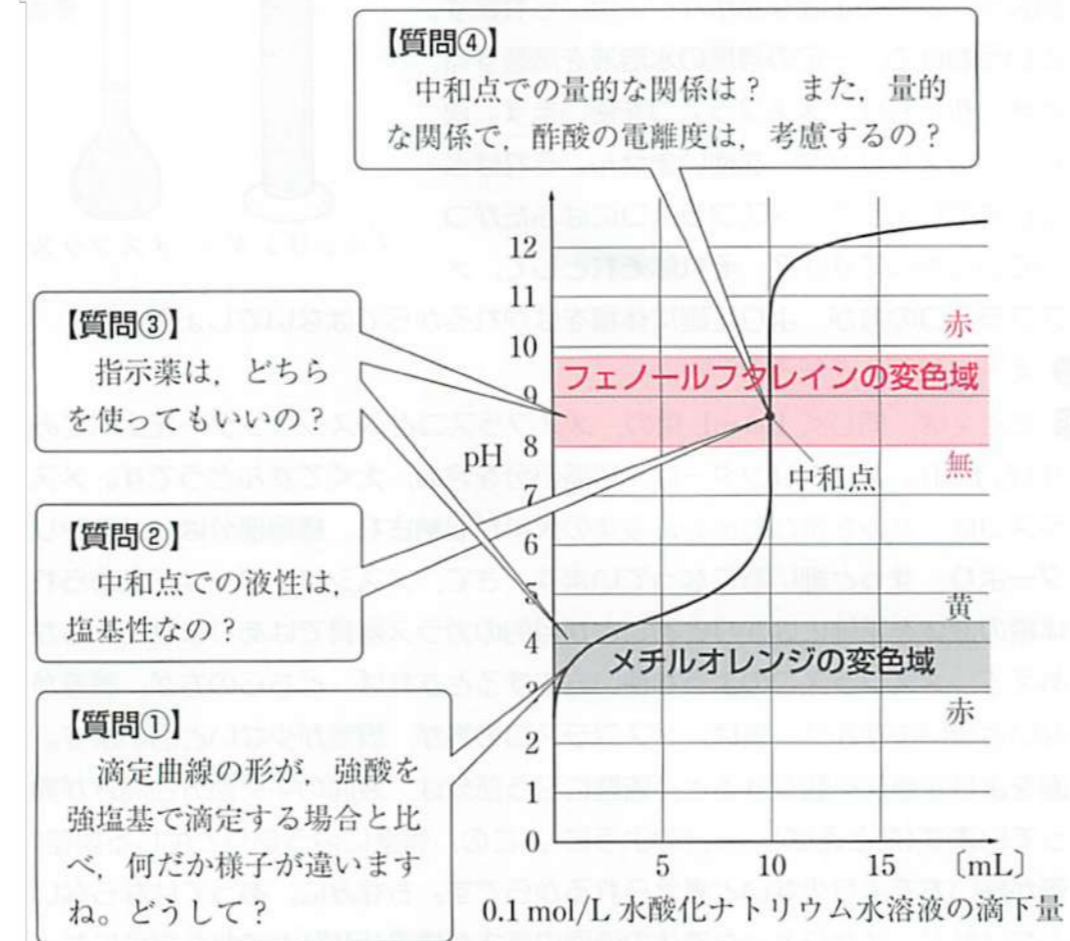 【質問④】
中和点での量的な関係は？　また，量的
な関係で，酢酸の電離度は，考慮するの？
【質問③】
指示薬は，どちら
を使ってもいいの？
【質問②】
中和点での液性は，
塩基性なの？
【質問①】
滴定曲線の形が，強酸を
強塩基で滴定する場合と比
べ，何だか様子が違います
ね。どうして？
pH
12
11
10
9
8
7
6
5
4
3
2
1
0
赤
フェノールフタレインの変色域
無
中和点
黄
メチルオレンジの変色域
赤
5
10
15
〔mL〕
0.1 mol/L 水酸化ナトリウム水溶液の滴下量